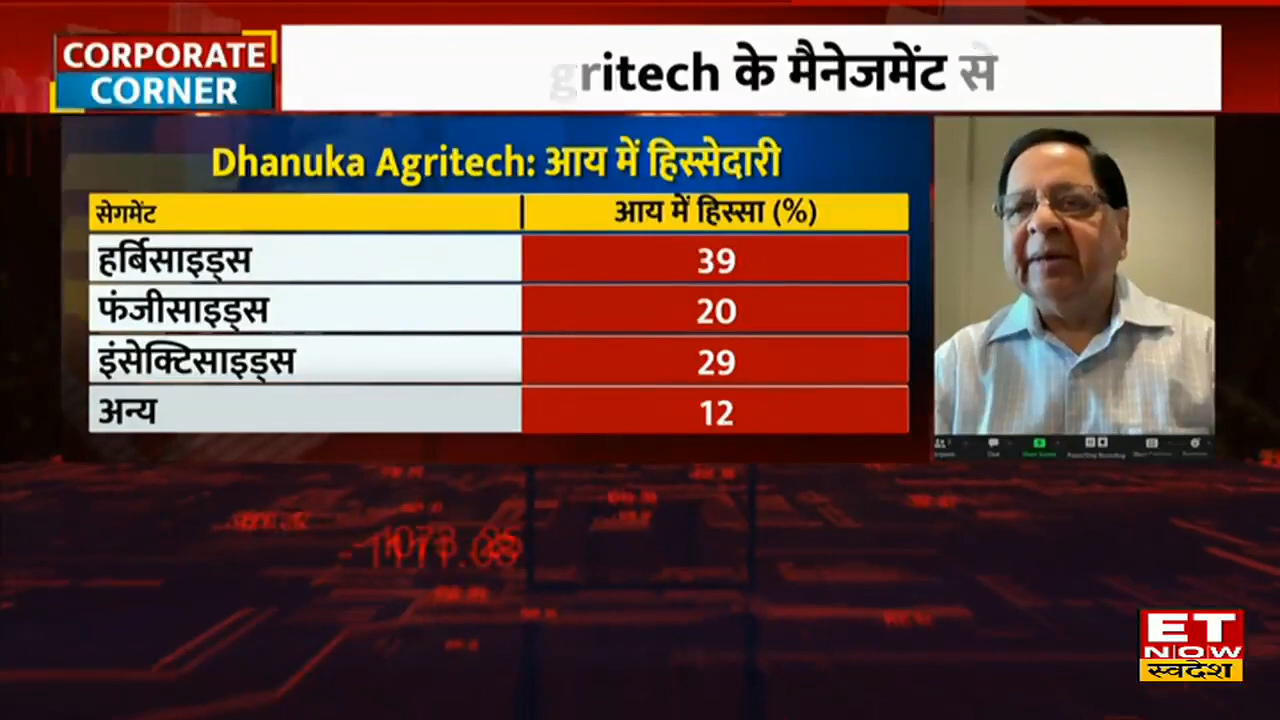 CORPORATE
CORNER
gritech के मैनेजमेंट से
Dhanuka Agritech: आय में हिस्सेदारी
सेगमेंट आय में हिस्सा (%)
हर्बिसाइड्स 39
फंजीसाइड्स 20
इंसेक्टिसाइड्स 29
अन्य 12
ET
NOW
स्वदेश